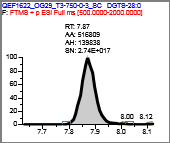 QEF1622_OG29_T3-750-0-3_SC DGTS-28:0
F: FTMS + p ESI Full ms [500.0000-2000.0000]
RT: 7.87
AA: 516809
AH: 139838
SN: 2.74E+017
100
80
60
40
20
0
8.00 8.12
7.7 7.8 7.9 8.0 8.1